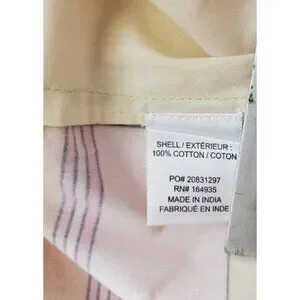 SHELL / EXTÉRIEUR :
100% COTTON / COTON
PO# 20831297
RN# 164935
MADE IN INDIA
FABRIQUÉ EN INDE